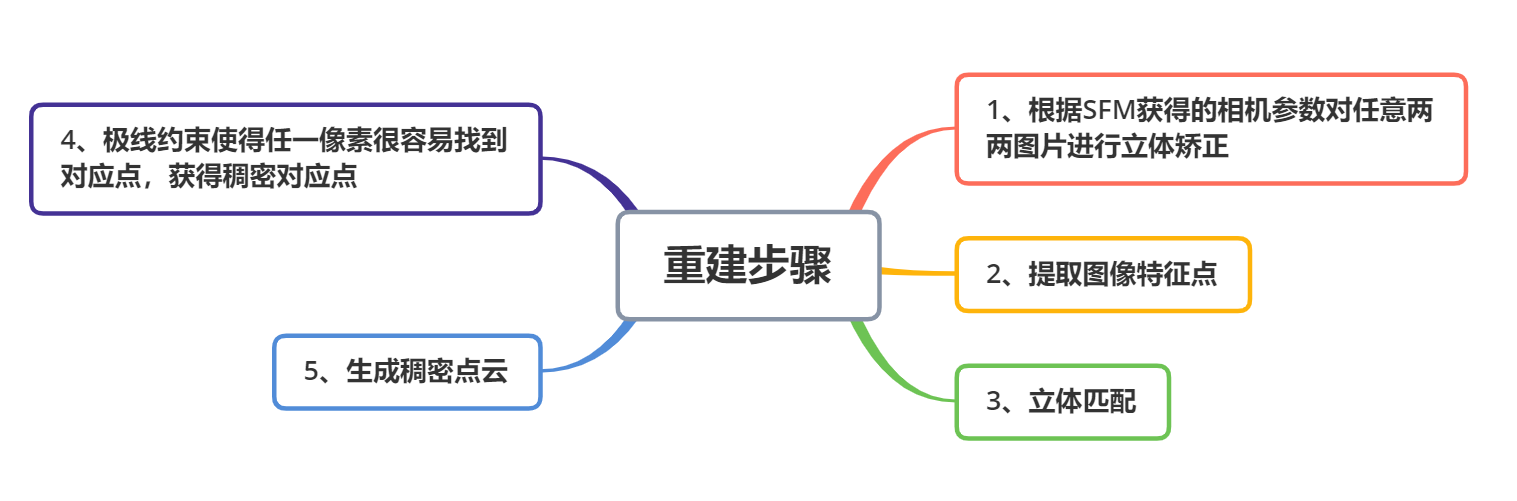 重建步骤
1、根据SFM获得的相机参数对任意两
两图片进行立体矫正
2、提取图像特征点
3、立体匹配
4、极线约束使得任一像素很容易找到
对应点，获得稠密对应点
5、生成稠密点云